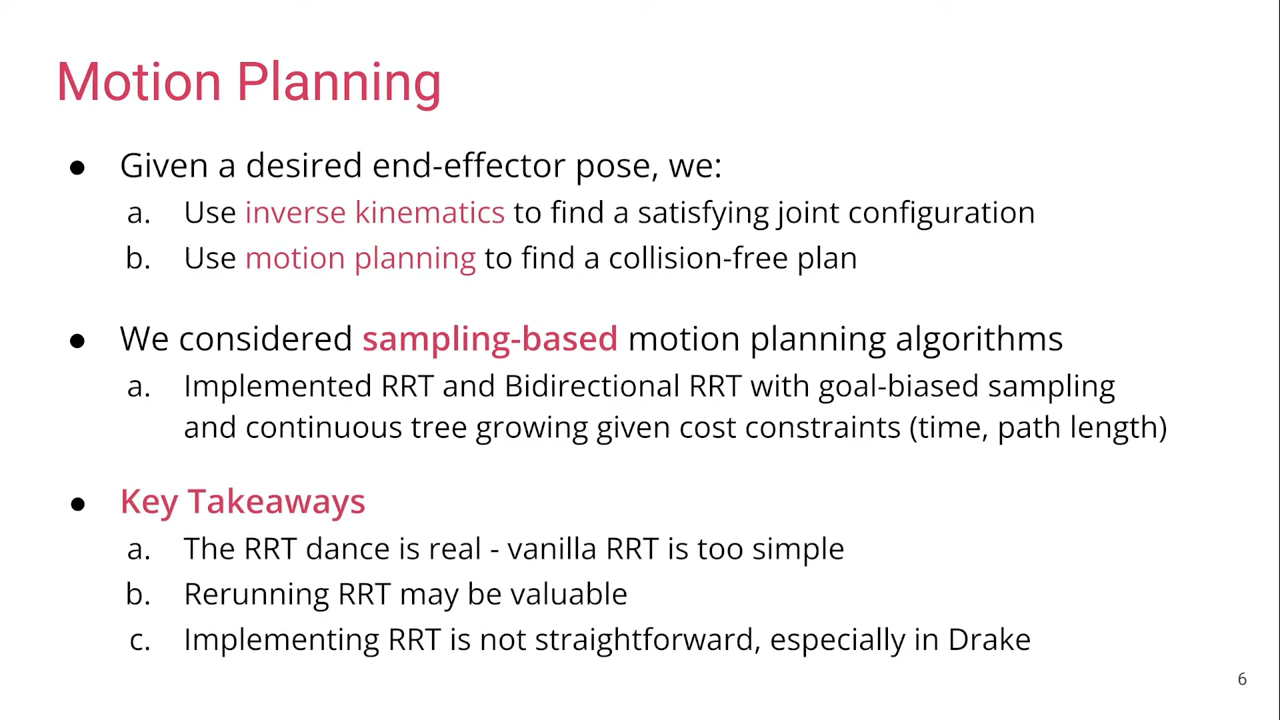 Motion Planning
● Given a desired end-effector pose, we:
a. Use inverse kinematics to find a satisfying joint configuration
b. Use motion planning to find a collision-free plan
● We considered sampling-based motion planning algorithms
a. Implemented RRT and Bidirectional RRT with goal-biased sampling
and continuous tree growing given cost constraints (time, path length)
● Key Takeaways
a. The RRT dance is real - vanilla RRT is too simple
b. Rerunning RRT may be valuable
c. Implementing RRT is not straightforward, especially in Drake
6